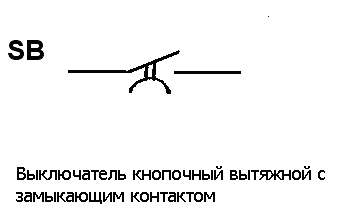 SB
Выключатель кнопочный вытяжной с
замыкающим контактом